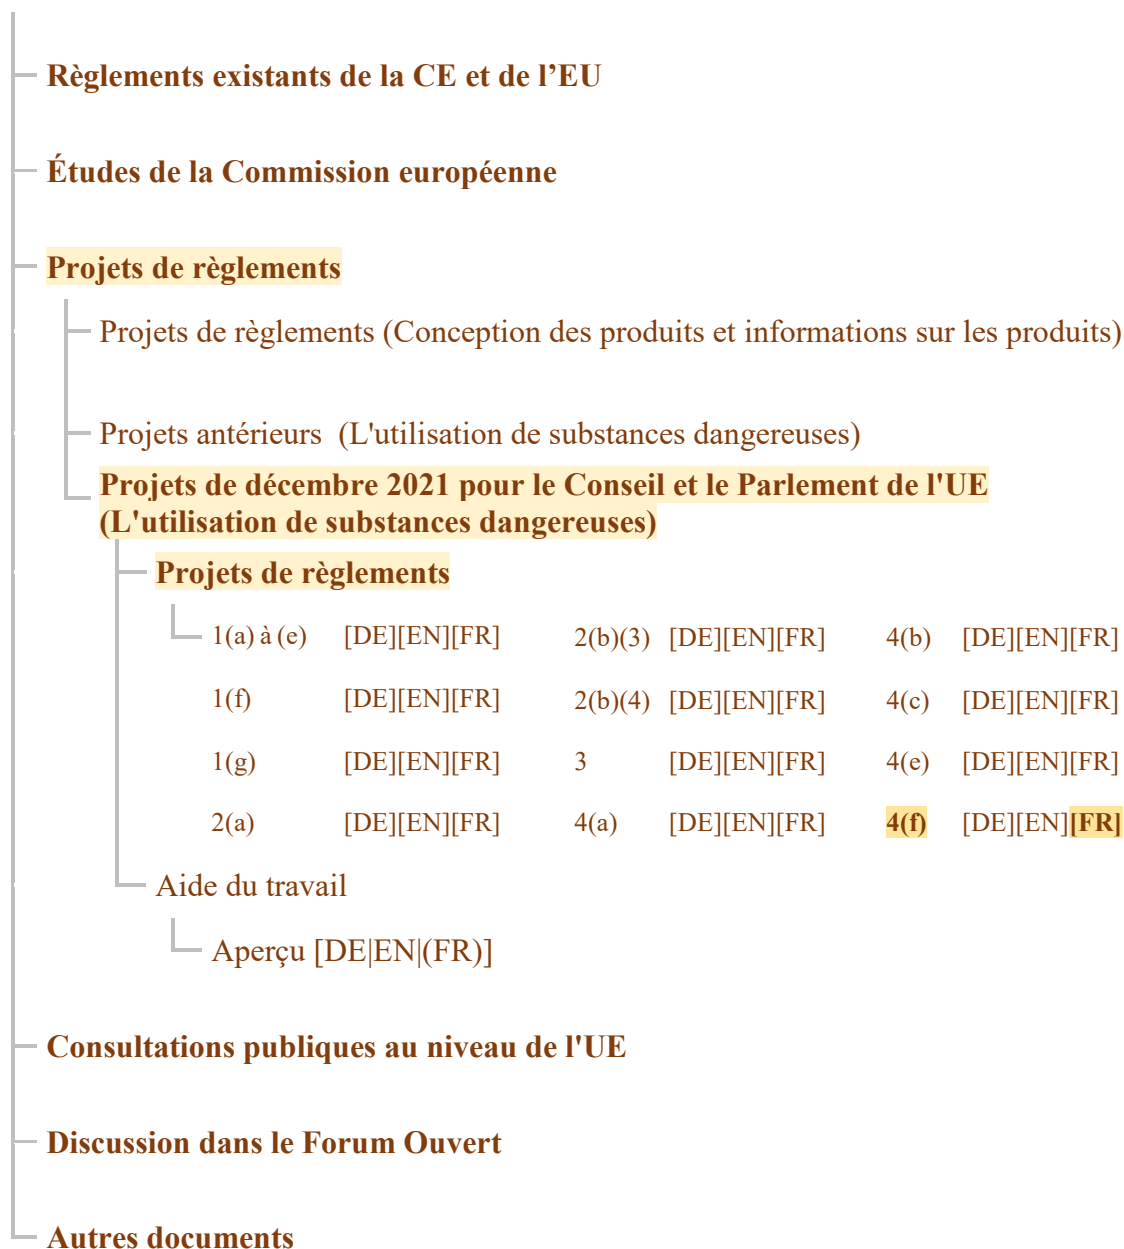 Règlements existants de la CE et de l’EU
Études de la Commission européenne
Projets de règlements
Projets de règlements (Conception des produits et informations sur les produits)
Projets antérieurs (L'utilisation de substances dangereuses)
Projets de décembre 2021 pour le Conseil et le Parlement de l'UE
(L'utilisation de substances dangereuses)
Projets de règlements
1(a) à (e) [DE][EN][FR] 2(b)(3) [DE][EN][FR] 4(b) [DE][EN][FR]
1(f) [DE][EN][FR] 2(b)(4) [DE][EN][FR] 4(c) [DE][EN][FR]
1(g) [DE][EN][FR] 3 [DE][EN][FR] 4(e) [DE][EN][FR]
2(a) [DE][EN][FR] 4(a) [DE][EN][FR] 4(f) [DE][EN][FR]
Aide du travail
Aperçu [DE|EN|(FR)]
Consultations publiques au niveau de l'UE
Discussion dans le Forum Ouvert
Autres documents